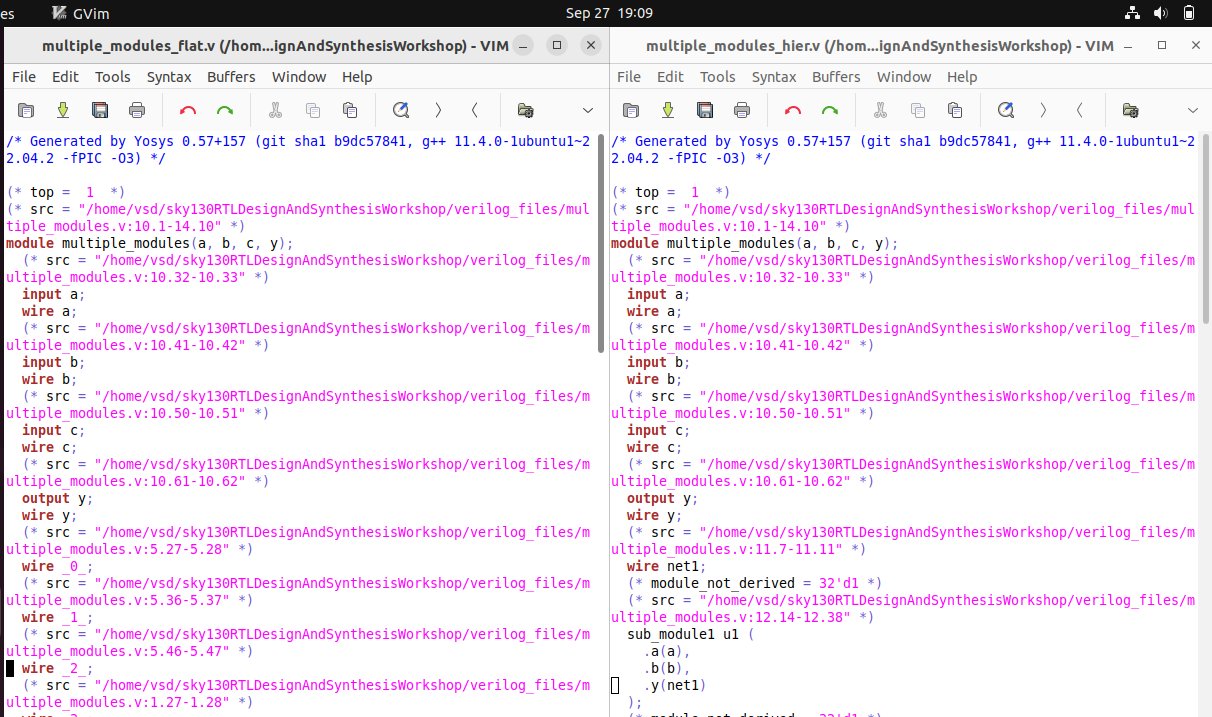 es
GVim
Sep 27 19:09
multiple_modules_flat.v (/hom...ignAndSynthesisWorkshop) - VIM
File Edit Tools Syntax Buffers Window Help
/* Generated by Yosys 0.57+157 (git sha1 b9dc57841, g++ 11.4.0-1ubuntu1~2
2.04.2 -fPIC -O3) */
(* top =  1  *)
(* src = "/home/vsd/sky130RTLDesignAndSynthesisWorkshop/verilog_files/mul
tiple_modules.v:10.1-14.10" *)
module multiple_modules(a, b, c, y);
(* src = "/home/vsd/sky130RTLDesignAndSynthesisWorkshop/verilog_files/m
ultiple_modules.v:10.32-10.33" *)
input a;
wire a;
(* src = "/home/vsd/sky130RTLDesignAndSynthesisWorkshop/verilog_files/m
ultiple_modules.v:10.41-10.42" *)
input b;
wire b;
(* src = "/home/vsd/sky130RTLDesignAndSynthesisWorkshop/verilog_files/m
ultiple_modules.v:10.50-10.51" *)
input c;
wire c;
(* src = "/home/vsd/sky130RTLDesignAndSynthesisWorkshop/verilog_files/m
ultiple_modules.v:10.61-10.62" *)
output y;
wire y;
(* src = "/home/vsd/sky130RTLDesignAndSynthesisWorkshop/verilog_files/m
ultiple_modules.v:5.27-5.28" *)
wire _0_;
(* src = "/home/vsd/sky130RTLDesignAndSynthesisWorkshop/verilog_files/m
ultiple_modules.v:5.36-5.37" *)
wire _1_;
(* src = "/home/vsd/sky130RTLDesignAndSynthesisWorkshop/verilog_files/m
ultiple_modules.v:5.46-5.47" *)
wire _2_;
(* src = "/home/vsd/sky130RTLDesignAndSynthesisWorkshop/verilog_files/m
ultiple_modules.v:1.27-1.28" *)
multiple_modules_hier.v (/hom...ignAndSynthesisWorkshop) - VIM
File Edit Tools Syntax Buffers Window Help
/* Generated by Yosys 0.57+157 (git sha1 b9dc57841, g++ 11.4.0-1ubuntu1~2
2.04.2 -fPIC -O3) */
(* top =  1  *)
(* src = "/home/vsd/sky130RTLDesignAndSynthesisWorkshop/verilog_files/mul
tiple_modules.v:10.1-14.10" *)
module multiple_modules(a, b, c, y);
(* src = "/home/vsd/sky130RTLDesignAndSynthesisWorkshop/verilog_files/m
ultiple_modules.v:10.32-10.33" *)
input a;
wire a;
(* src = "/home/vsd/sky130RTLDesignAndSynthesisWorkshop/verilog_files/m
ultiple_modules.v:10.41-10.42" *)
input b;
wire b;
(* src = "/home/vsd/sky130RTLDesignAndSynthesisWorkshop/verilog_files/m
ultiple_modules.v:10.50-10.51" *)
input c;
wire c;
(* src = "/home/vsd/sky130RTLDesignAndSynthesisWorkshop/verilog_files/m
ultiple_modules.v:10.61-10.62" *)
output y;
wire y;
(* src = "/home/vsd/sky130RTLDesignAndSynthesisWorkshop/verilog_files/m
ultiple_modules.v:11.7-11.11" *)
wire net1;
(* module_not_derived = 32'd1 *)
(* src = "/home/vsd/sky130RTLDesignAndSynthesisWorkshop/verilog_files/m
ultiple_modules.v:12.14-12.38" *)
sub_module1 u1 (
.a(a),
.b(b),
.y(net1)
);